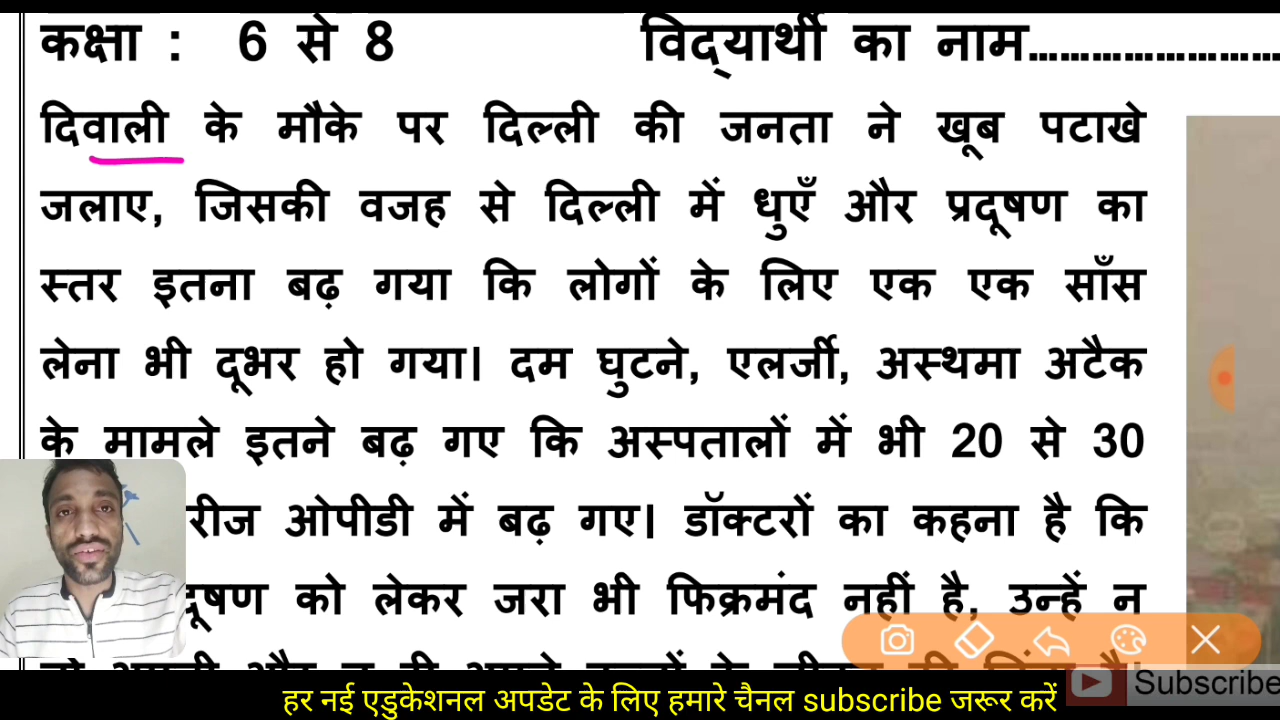 कक्षा : 6 से 8 विद्यार्थी का नाम..............................
दिवाली के मौके पर दिल्ली की जनता ने खूब पटाखे
जलाए, जिसकी वजह से दिल्ली में धुएँ और प्रदूषण का
स्तर इतना बढ़ गया कि लोगों के लिए एक एक साँस
लेना भी दूभर हो गया। दम घुटने, एलर्जी, अस्थमा अटैक
के मामले इतने बढ़ गए कि अस्पतालों में भी 20 से 30
रीज ओपीडी में बढ़ गए। डॉक्टरों का कहना है कि
दूषण को लेकर जरा भी फिक्रमंद नहीं है, उन्हें न
हर नई एडुकेशनल अपडेट के लिए हमारे चैनल subscribe जरूर करें
Subscribe